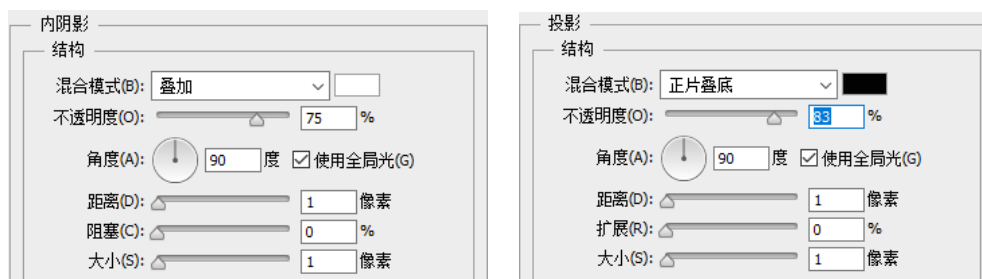 内阴影
结构
混合模式(B): 叠加
不透明度(O): 75 %
角度(A): 90 度 使用全局光(G)
距离(D): 1 像素
阻塞(C): 0 %
大小(S): 1 像素
投影
结构
混合模式(B): 正片叠底
不透明度(O): 83 %
角度(A): 90 度 使用全局光(G)
距离(D): 1 像素
扩展(R): 0 %
大小(S): 1 像素